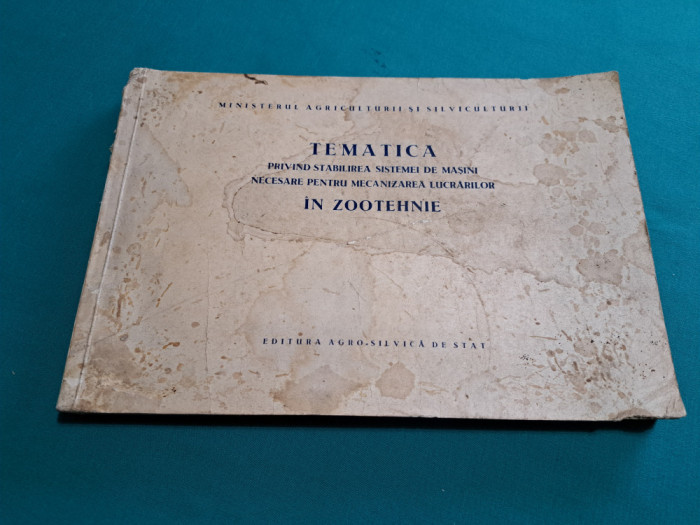 MINISTERUL AGRICULTURII SI SILVICULTURII
TEMATICA
PRIVIND STABILIREA SISTEMEI DE MAȘINI
NECESARE PENTRU MECANIZAREA LUCRĂRILOR
ÎN ZOOTEHNIE
EDITURA AGRO-SILVICĂ DE STAT